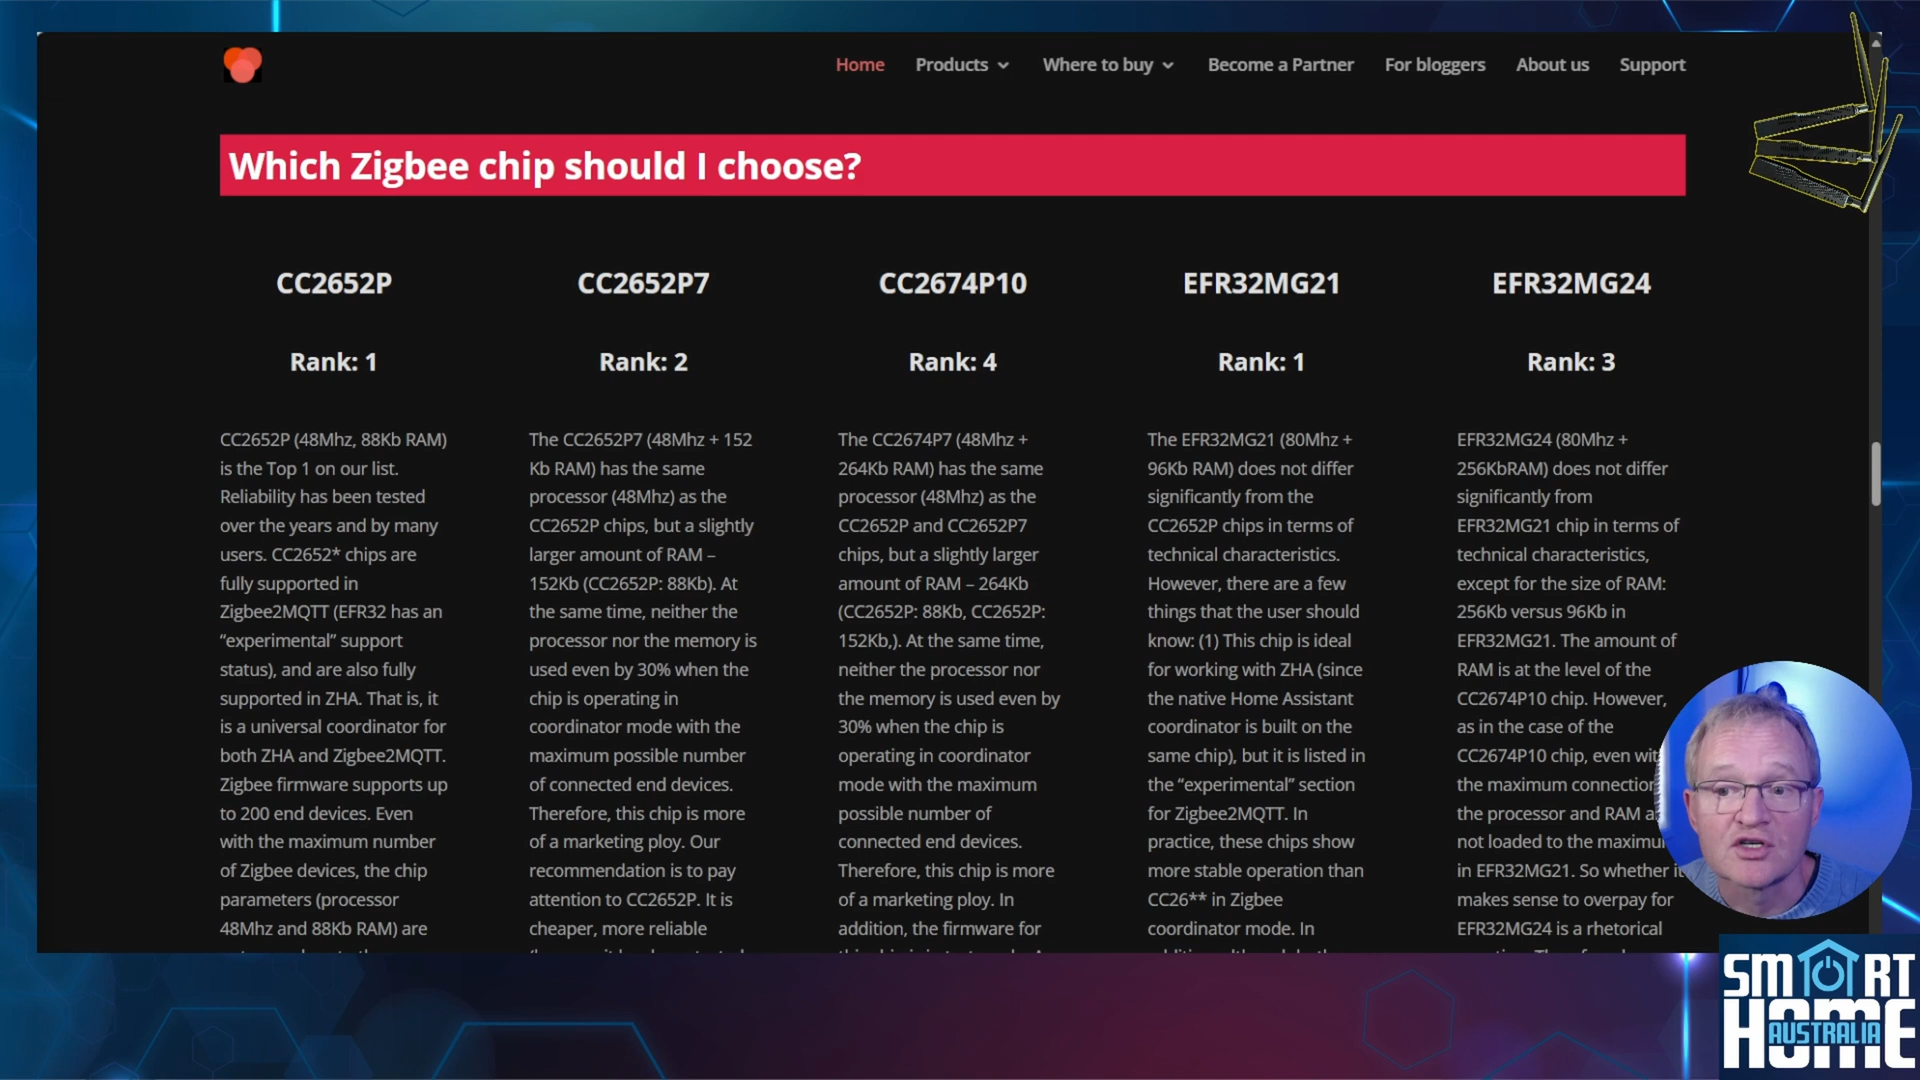 Home Products Where to buy Become a Partner For bloggers About us Support
Which Zigbee chip should I choose?
CC2652P
Rank: 1
CC2652P (48Mhz, 88Kb RAM)
is the Top 1 on our list.
Reliability has been tested
over the years and by many
users. CC2652* chips are
fully supported in
Zigbee2MQTT (EFR32 has an
“experimental” support
status), and are also fully
supported in ZHA. That is, it
is a universal coordinator for
both ZHA and Zigbee2MQTT.
Zigbee firmware supports up
to 200 end devices. Even
with the maximum number
of Zigbee devices, the chip
parameters (processor
48Mhz and 88Kb RAM) are
CC2652P7
Rank: 2
The CC2652P7 (48Mhz + 152
Kb RAM) has the same
processor (48Mhz) as the
CC2652P chips, but a slightly
larger amount of RAM –
152Kb (CC2652P: 88Kb). At
the same time, neither the
processor nor the memory is
used even by 30% when the
chip is operating in
coordinator mode with the
maximum possible number
of connected end devices.
Therefore, this chip is more
of a marketing ploy. Our
recommendation is to pay
attention to CC2652P. It is
cheaper, more reliable
CC2674P10
Rank: 4
The CC2674P7 (48Mhz +
264Kb RAM) has the same
processor (48Mhz) as the
CC2652P and CC2652P7
chips, but a slightly larger
amount of RAM – 264Kb
(CC2652P: 88Kb, CC2652P:
152Kb,). At the same time,
neither the processor nor
the memory is used even by
30% when the chip is
operating in coordinator
mode with the maximum
possible number of
connected end devices.
Therefore, this chip is more
of a marketing ploy. In
addition, the firmware for
EFR32MG21
Rank: 1
The EFR32MG21 (80Mhz +
96Kb RAM) does not differ
significantly from the
CC2652P chips in terms of
technical characteristics.
However, there are a few
things that the user should
know: (1) This chip is ideal
for working with ZHA (since
the native Home Assistant
coordinator is built on the
same chip), but it is listed in
the “experimental” section
for Zigbee2MQTT. In
practice, these chips show
more stable operation than
CC26** in Zigbee
coordinator mode. In
EFR32MG24
Rank: 3
EFR32MG24 (80Mhz +
256KbRAM) does not differ
significantly from
EFR32MG21 chip in terms of
technical characteristics,
except for the size of RAM:
256Kb versus 96Kb in
EFR32MG21. The amount of
RAM is at the level of the
CC2674P10 chip. However,
as in the case of the
CC2674P10 chip, even
the maximum
the processor and RAM
not loaded to the
in EFR32MG21. So whether
makes sense to overpay for
EFR32MG24 is a rhetorical
SMART
HOME
AUSTRALIA